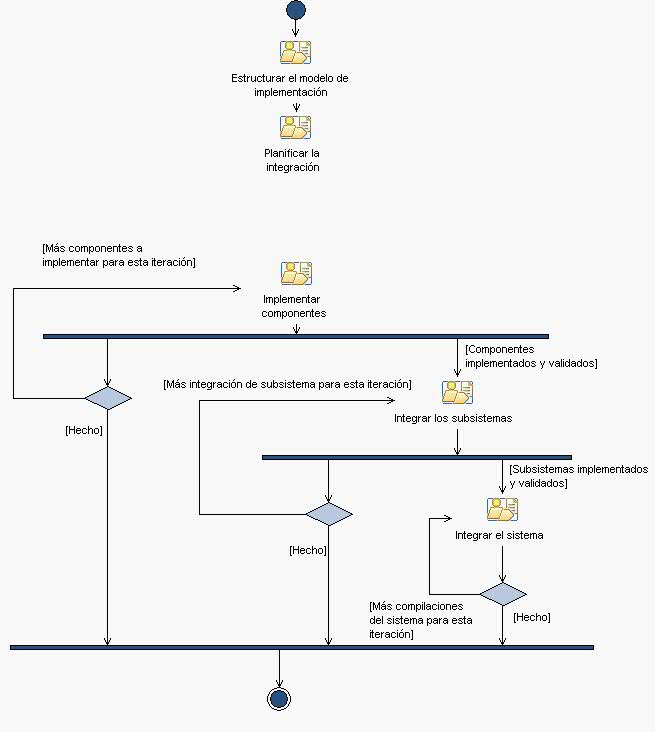 Estructurar el modelo de
implementación
Planificar la
integración
[Más componentes a
implementar para esta iteración]
Implementar
componentes
[Componentes
implementados y validados]
[Más integración de subsistema para esta iteración]
Integrar los subsistemas
[Hecho]
[Subsistemas implementados
y validados]
Integrar el sistema
[Hecho]
[Más compilaciones
del sistema para esta
iteración]
[Hecho]